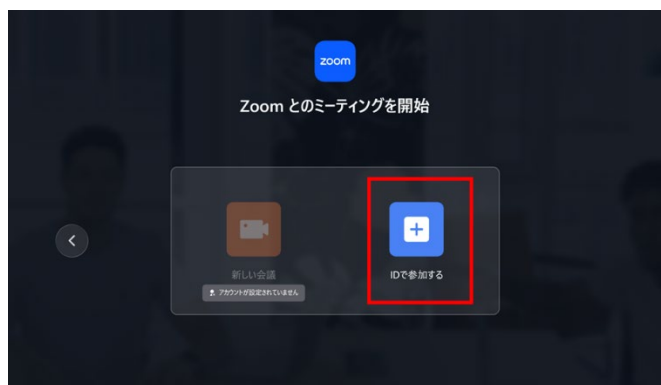 zoom
Zoom とのミーティングを開始
新しい会議
アカウントが設定されていません
IDで参加する